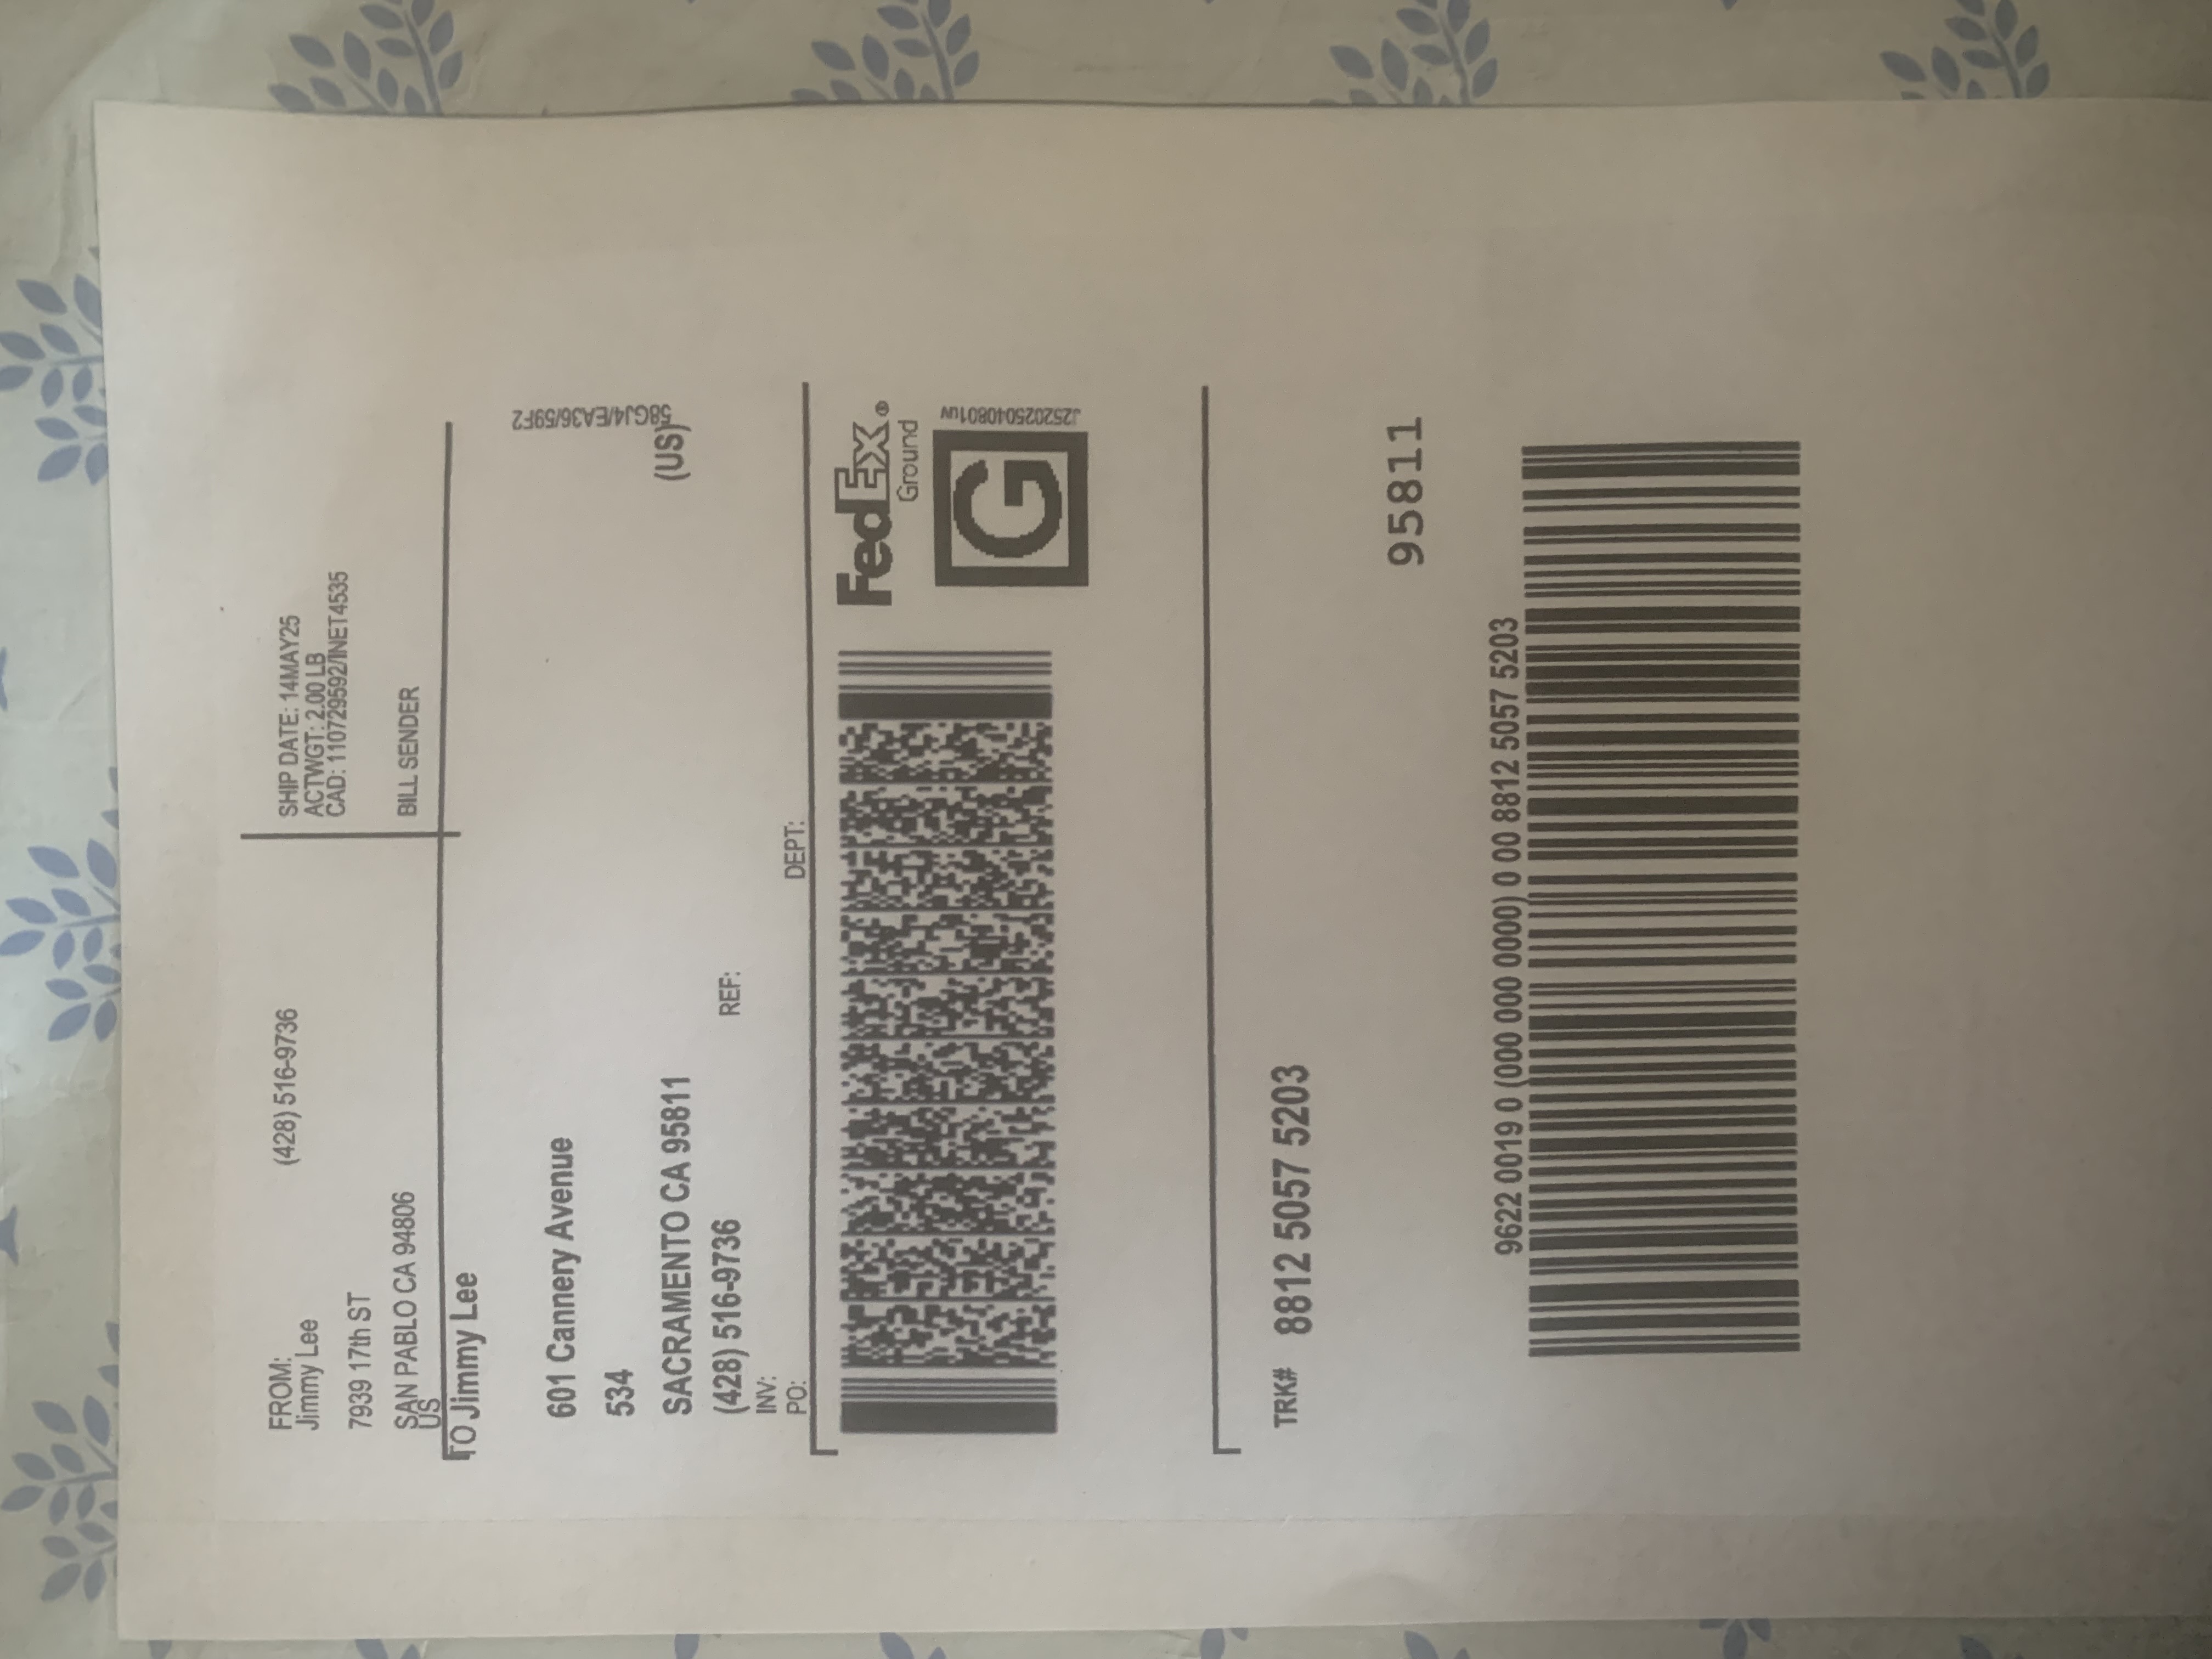 FROM: (428) 516-9736
Jimmy Lee
7939 17th ST
SAN PABLO CA 94806
US
SHIP DATE: 14MAY25
ACTWGT: 2.00 LB
CAD: 110729592/INET4535
BILL SENDER
TO Jimmy Lee
601 Cannery Avenue
534
SACRAMENTO CA 95811
(US)
(428) 516-9736 REF:
INV:
PO: DEPT:
58GJ4/EA36/59F2
FedEx®
Ground
G
J252025040801uv
TRK# 8812 5057 5203
95811
9622 0019 0 (000 000 0000) 0 00 8812 5057 5203